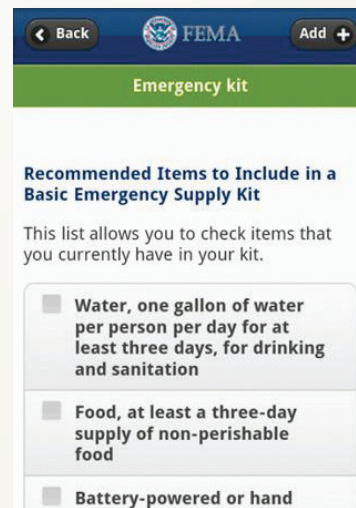 Back
FEMA
Add +
Emergency kit
Recommended Items to Include in a
Basic Emergency Supply Kit
This list allows you to check items that
you currently have in your kit.
Water, one gallon of water
per person per day for at
least three days, for drinking
and sanitation
Food, at least a three-day
supply of non-perishable
food
Battery-powered or hand